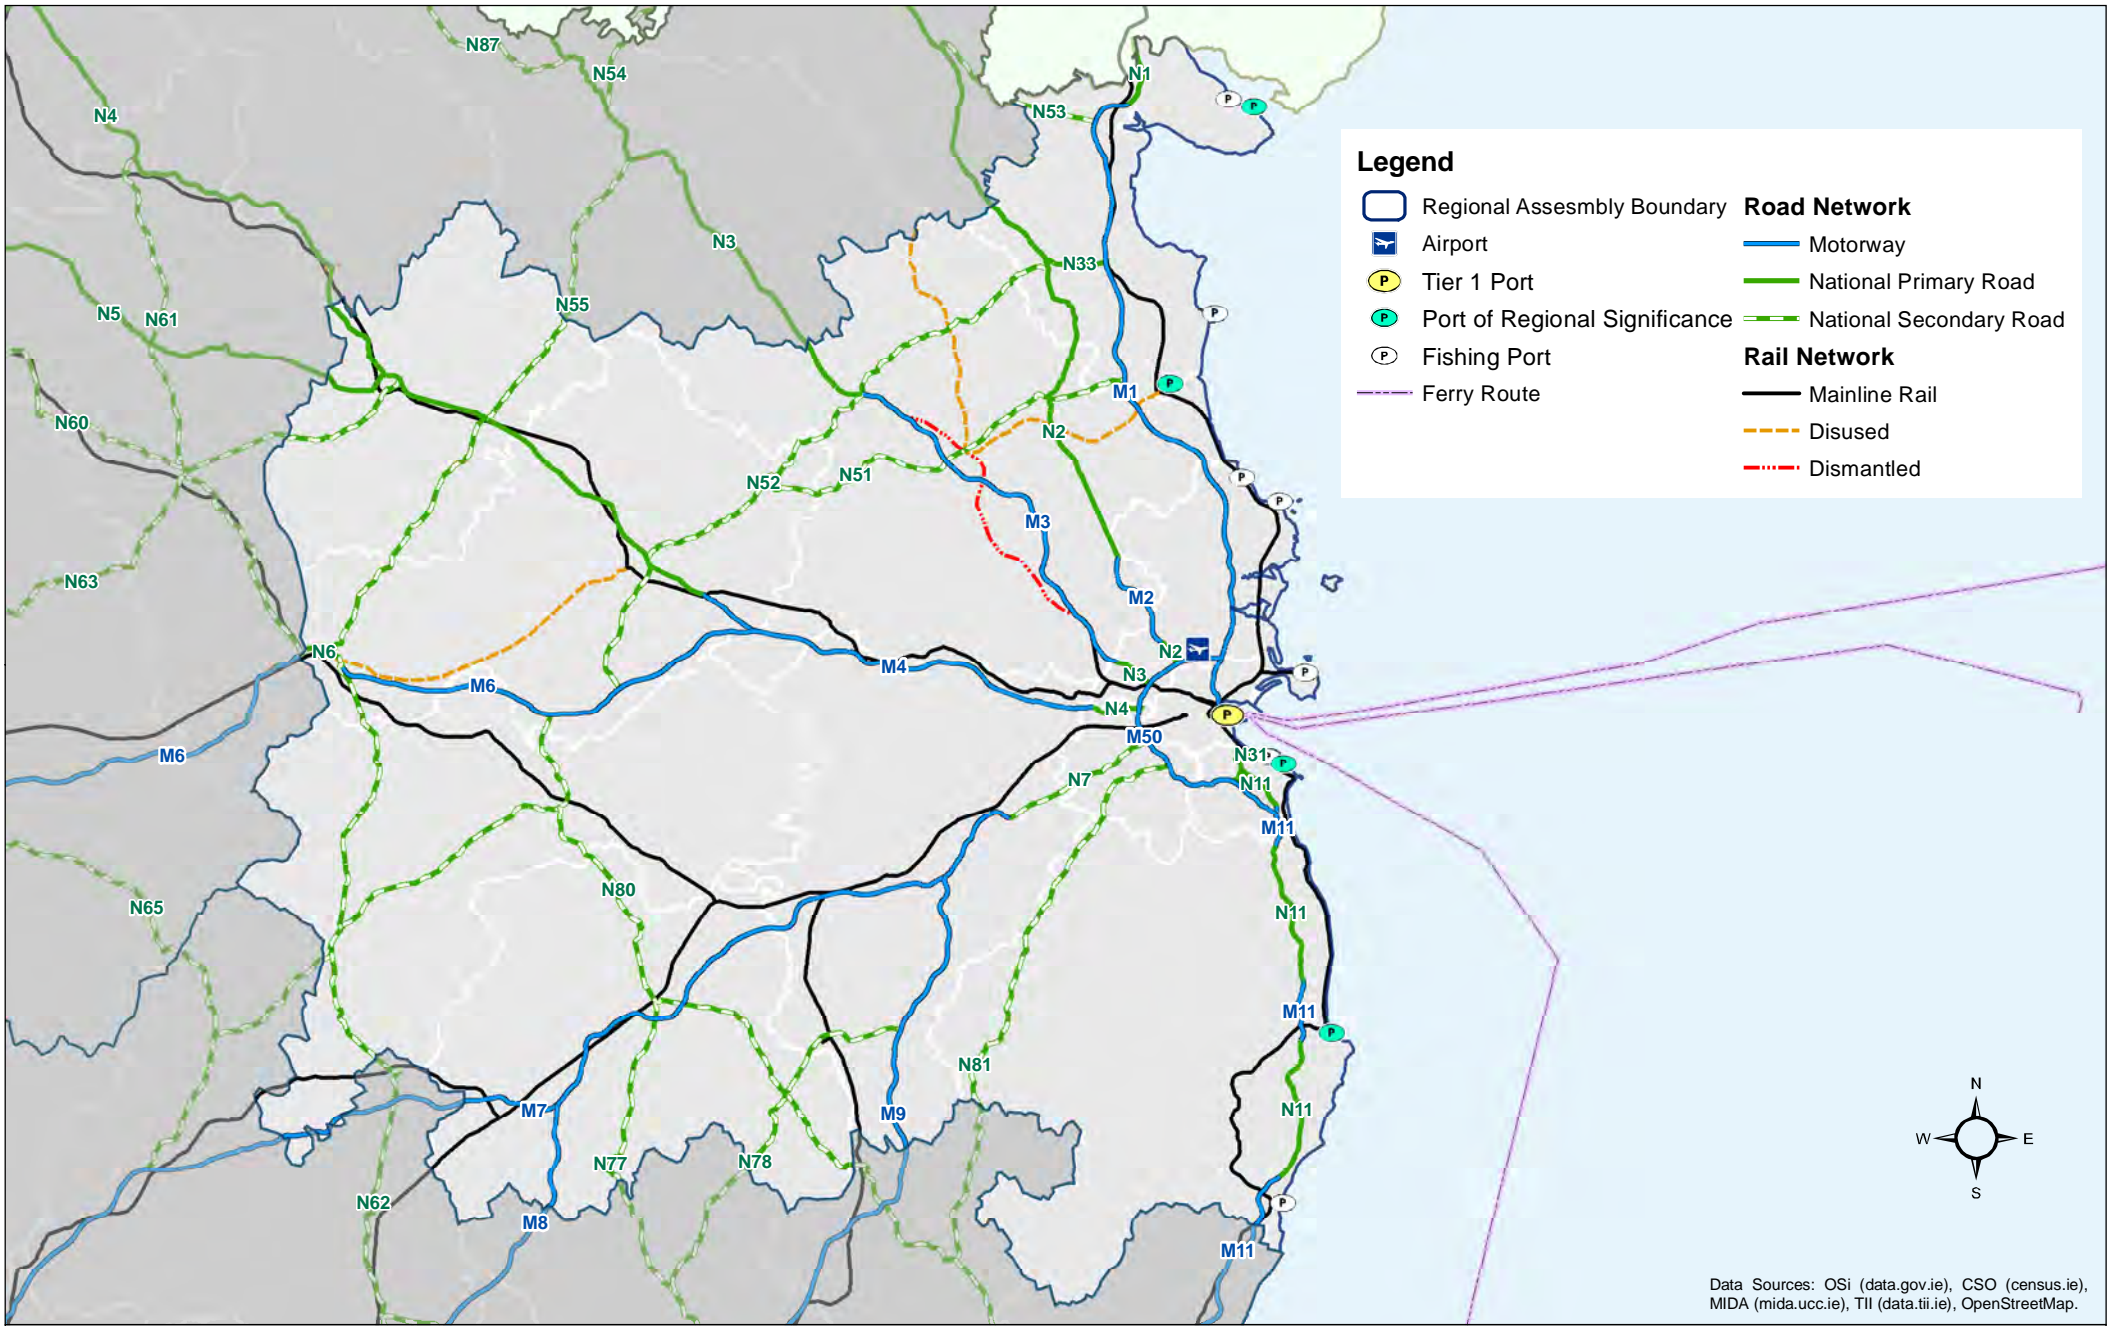 N87
N54
N1
N4
N53
N3
N33
N5
N61
N55
M1
N60
N2
N52
N51
M3
N63
M2
N6
N2
M4
N3
M6
N4
M6
M50
N31
N7
N11
M11
N80
N65
N11
M11
N81
M7
M9
N11
N77
N78
N62
M8
M11
Legend
Regional Assesmbly Boundary
Airport
Tier 1 Port
Port of Regional Significance
Fishing Port
Ferry Route
Road Network
Motorway
National Primary Road
National Secondary Road
Rail Network
Mainline Rail
Disused
Dismantled
P
P
P
P
P
P
P
P
P
P
P
P
P
P
N
W
E
S
Data Sources: OSi (data.gov.ie), CSO (census.ie),
MIDA (mida.ucc.ie), TII (data.tii.ie), OpenStreetMap.